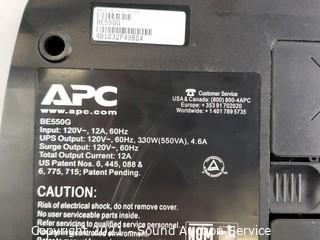 BE550G
4B1032P43804
APC
www.apc.com
Customer Service
USA & Canada: (800) 800-4APC
Europe: +353 91 702020
Worldwide: + 1 401 789 5735
BE550G
Input: 120V~, 12A, 60Hz
UPS Output: 120V~, 60Hz, 330W(550VA), 4.6A
Surge Output: 120V~, 60Hz
Total Output Current: 12A
US Patent Nos. 6, 445, 088 &
6, 775, 715; Patent Pending.
CAUTION:
Risk of electrical shock, do not remove cover.
No user serviceable parts inside.
Refer servicing to qualified service personnel.
NOM
Mid-South Auction Service